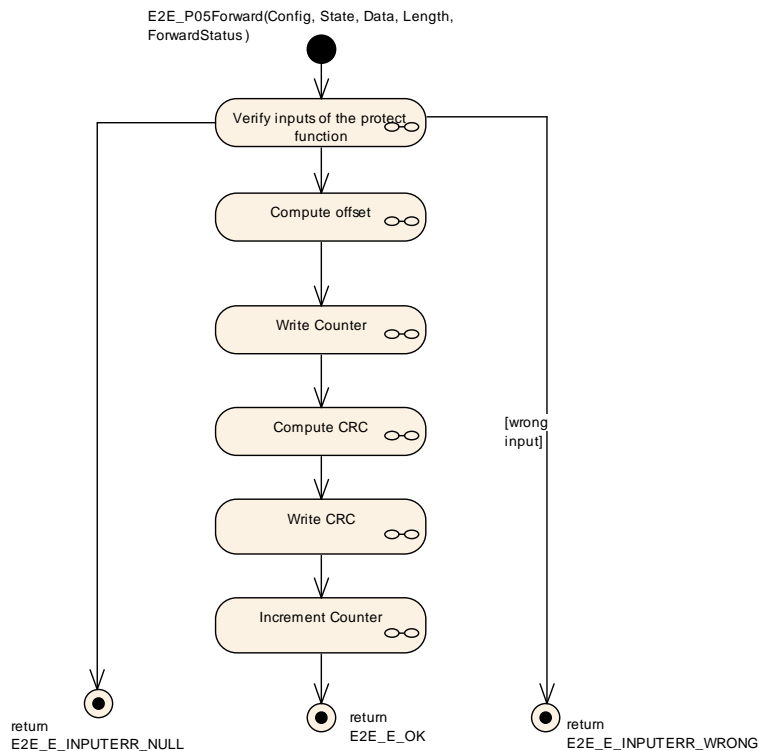 E2E_P05Forward(Config, State, Data, Length,
ForwardStatus)
Verify inputs of the protect
function
Compute offset
Write Counter
Compute CRC
[wrong
input]
Write CRC
Increment Counter
return
E2E_E_INPUTERR_NULL
return
E2E_E_OK
return
E2E_E_INPUTERR_WRONG